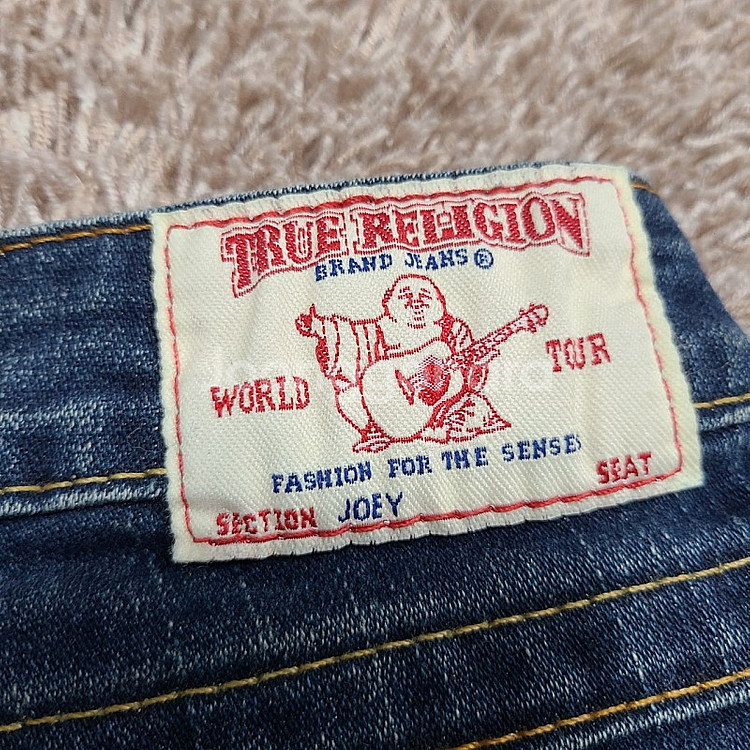 TRUE RELIGION
BRAND JEANS®
WORLD TOUR
FASHION FOR THE SENSES
SECTION JOEY SEAT